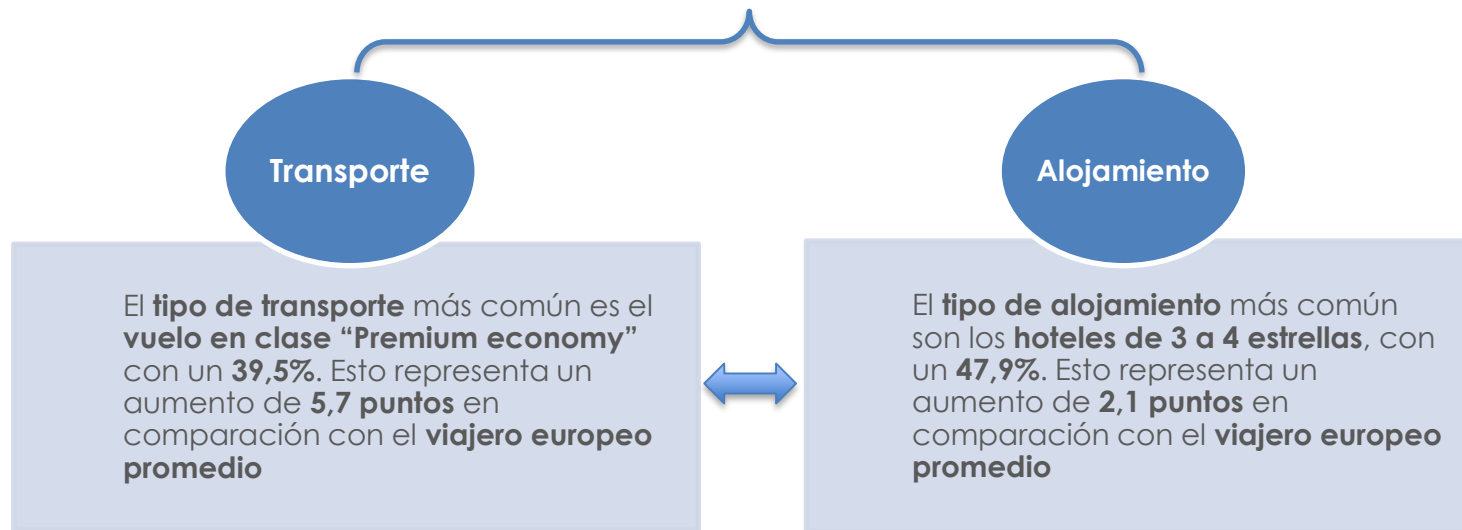 Transporte
El tipo de transporte más común es el
vuelo en clase “Premium economy”
con un 39,5%. Esto representa un
aumento de 5,7 puntos en
comparación con el viajero europeo
promedio
Alojamiento
El tipo de alojamiento más común
son los hoteles de 3 a 4 estrellas, con
un 47,9%. Esto representa un
aumento de 2,1 puntos en
comparación con el viajero europeo
promedio